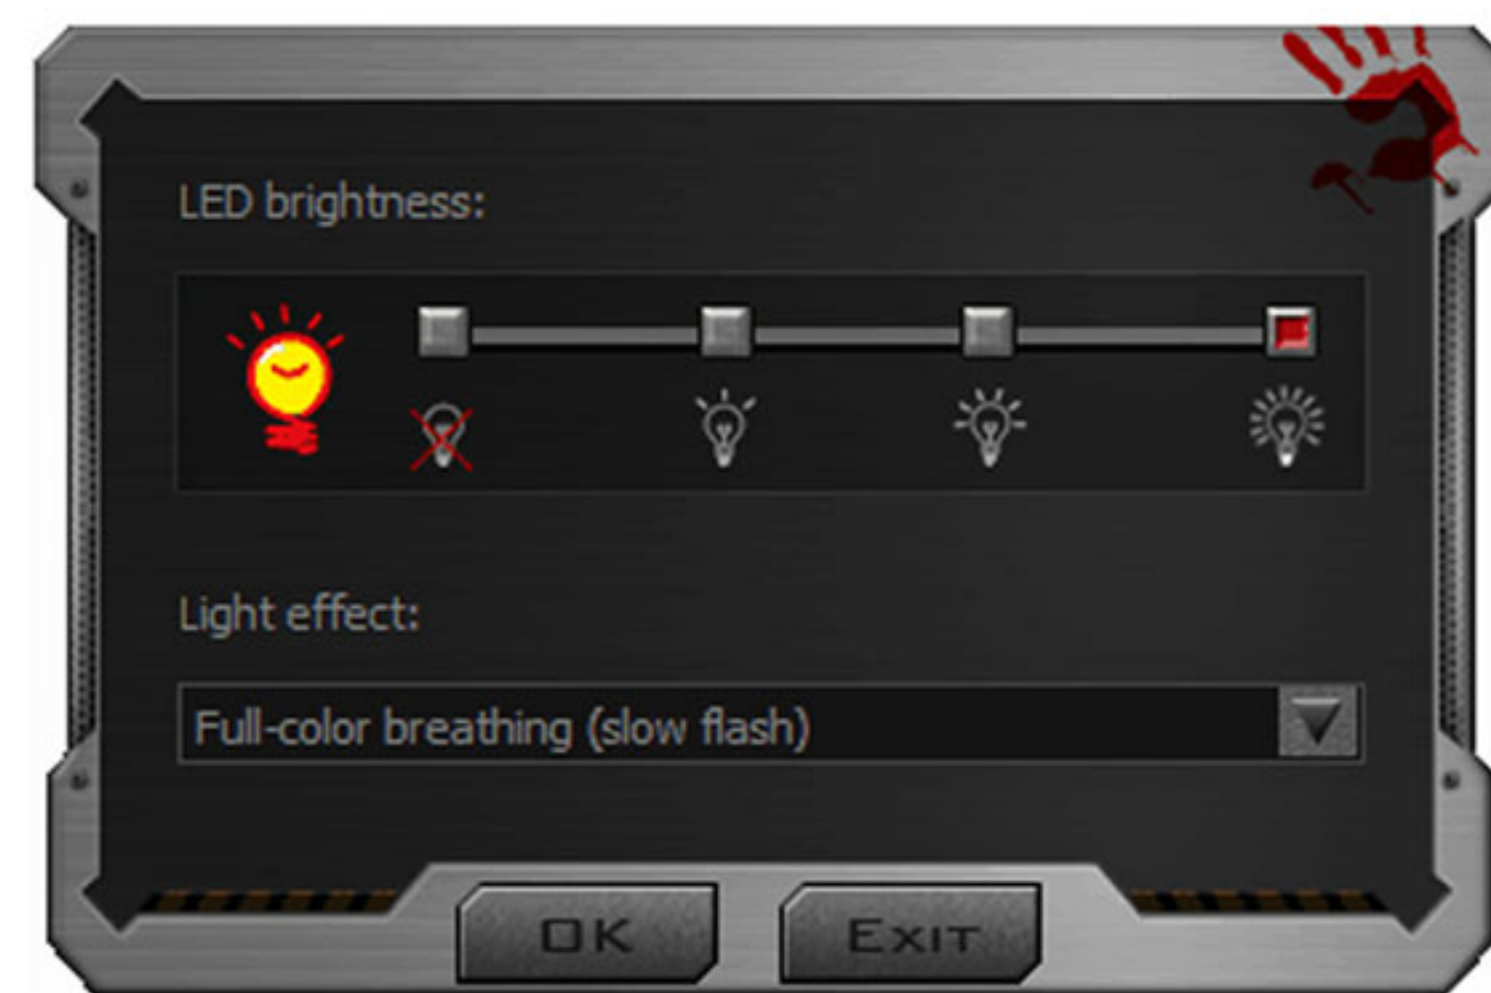 LED brightness:
Light effect:
Full-color breathing (slow flash)
OK
EXIT